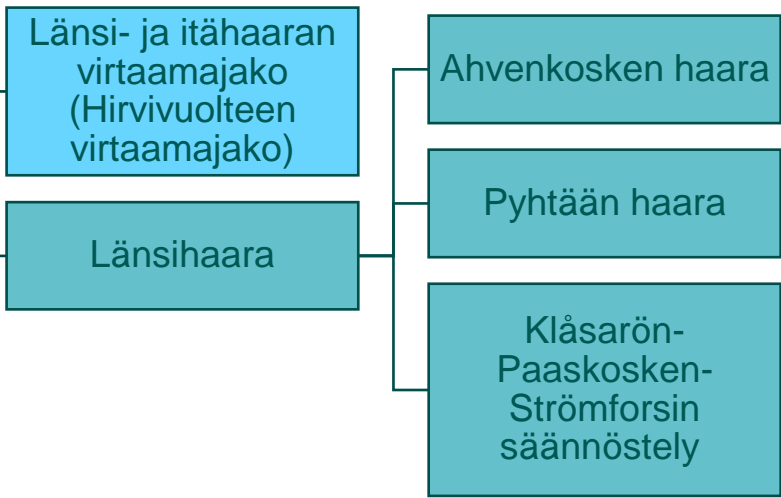 Länsi- ja itähaaran
virtaamajako
(Hirvivuolteen
virtaamajako)
Länsihaara
Ahvenkosken haara
Pyhtään haara
Klåsarön-
Paaskosken-
Strömforsin
säännöstely